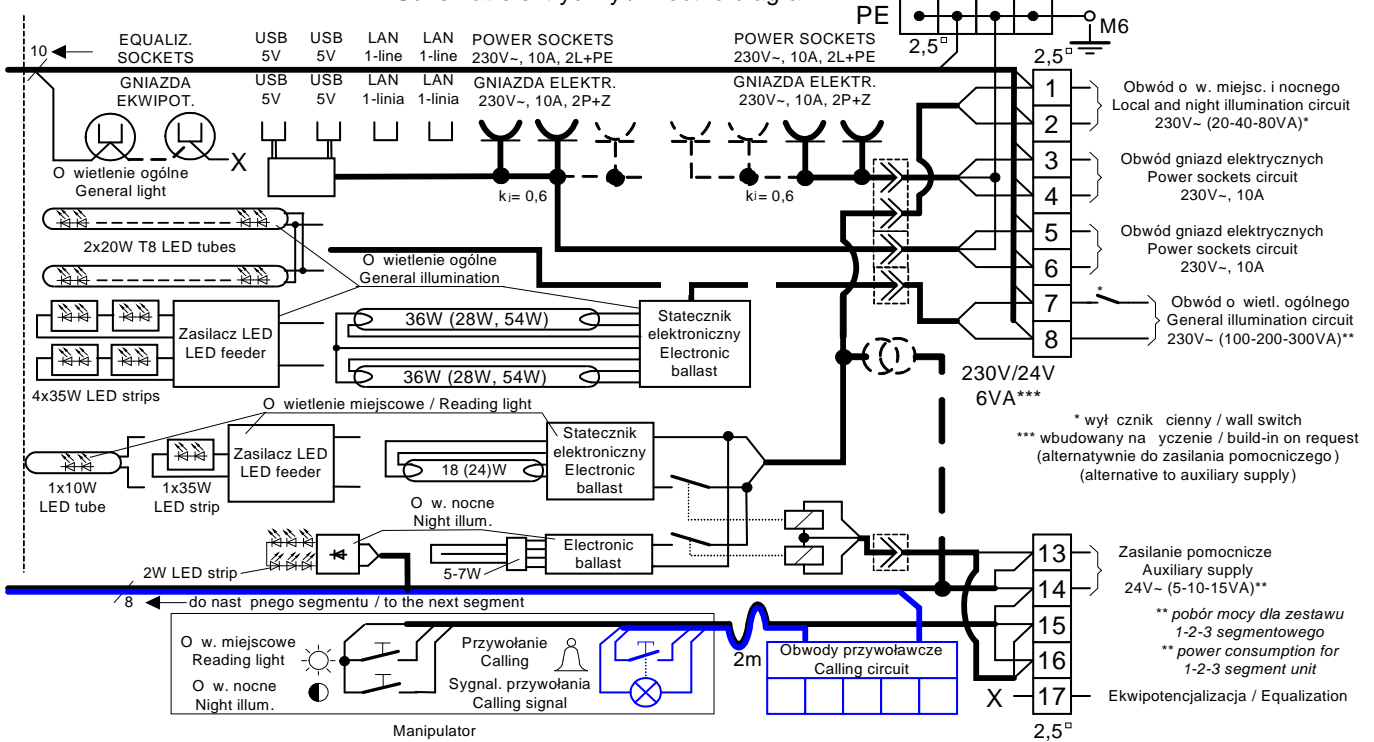 PE
M6
2,5
2,5
10
EQUALIZ.
SOCKETS
USB
5V
USB
5V
LAN
1-line
LAN
1-line
POWER SOCKETS
230V~, 10A, 2L+PE
POWER SOCKETS
230V~, 10A, 2L+PE
GNIAZDA
EKWIPOT.
USB
5V
USB
5V
LAN
1-linia
LAN
1-linia
GNIAZDA ELEKTR.
230V~, 10A, 2P+Z
GNIAZDA ELEKTR.
230V~, 10A, 2P+Z
X
ki= 0,6
ki= 0,6
1
2
3
4
5
6
7
8
Obwód o w. miejsc. i nocnego
Local and night illumination circuit
230V~ (20-40-80VA)*
Obwód gniazd elektrycznych
Power sockets circuit
230V~, 10A
Obwód gniazd elektrycznych
Power sockets circuit
230V~, 10A
*
Obwód o wietl. ogólnego
General illumination circuit
230V~ (100-200-300VA)**
O wietlenie ogólne
General light
2x20W T8 LED tubes
O wietlenie ogólne
General illumination
Zasilacz LED
LED feeder
4x35W LED strips
36W (28W, 54W)
36W (28W, 54W)
Statecznik
elektroniczny
Electronic
ballast
230V/24V
6VA***
* wył cznik cienny / wall switch
*** wbudowany na yczenie / build-in on request
(alternatywnie do zasilania pomocniczego)
(alternative to auxiliary supply)
O wietlenie miejscowe / Reading light
1x10W
LED tube
1x35W
LED strip
Zasilacz LED
LED feeder
18 (24)W
Statecznik
elektroniczny
Electronic
ballast
O w. nocne
Night illum.
2W LED strip
5-7W
Electronic
ballast
8
do nast pnego segmentu / to the next segment
13
14
15
16
17
Zasilanie pomocnicze
Auxiliary supply
24V~ (5-10-15VA)**
** pobór mocy dla zestawu
1-2-3 segmentowego
** power consumption for
1-2-3 segment unit
X
Ekwipotencjalizacja / Equalization
2,5
O w. miejscowe
Reading light
O w. nocne
Night illum.
Przywołanie
Calling
Sygnal. przywołania
Calling signal
2m
Obwody przywoławcze
Calling circuit
Manipulator